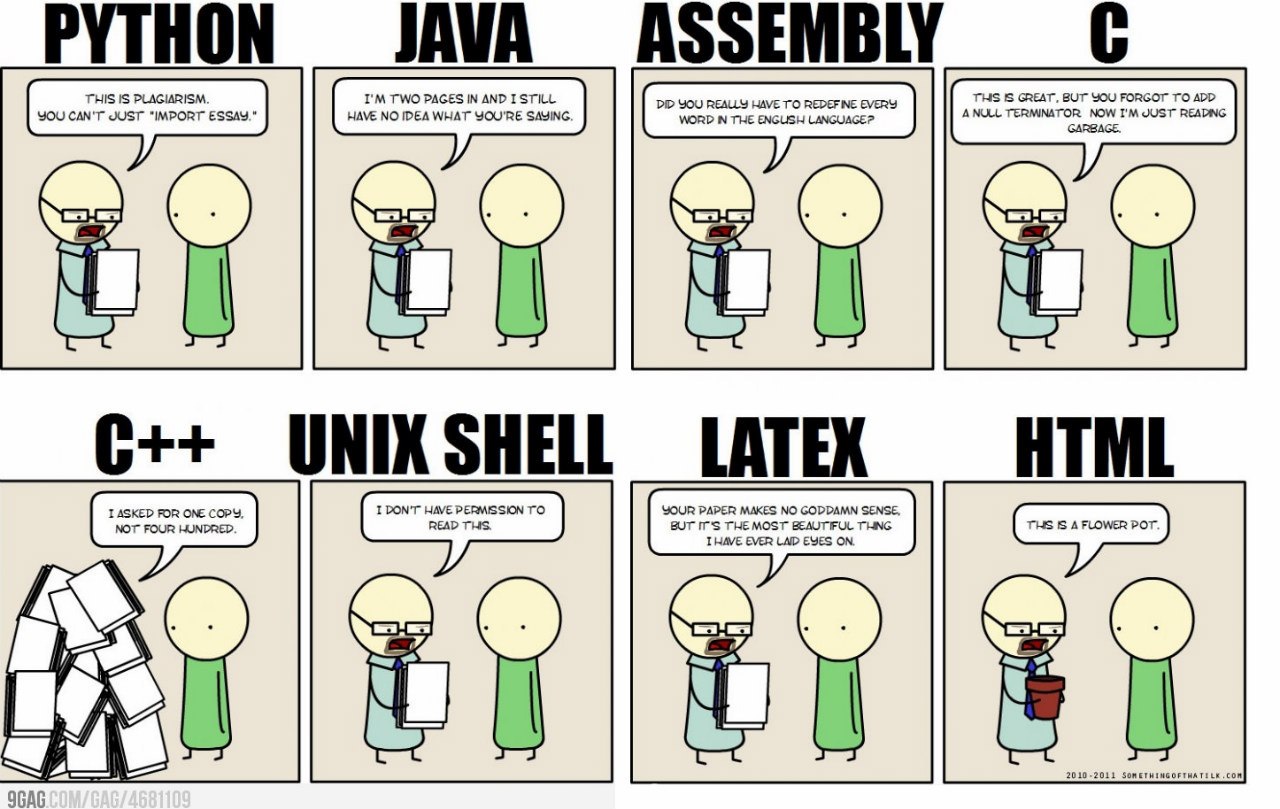 PYTHON
THIS IS PLAGIARISM.
YOU CAN'T JUST "IMPORT ESSAY."
JAVA
I'M TWO PAGES IN AND I STILL
HAVE NO IDEA WHAT YOU'RE SAYING.
ASSEMBLY
DID YOU REALLY HAVE TO REDEFINE EVERY
WORD IN THE ENGLISH LANGUAGE?
C
THIS IS GREAT, BUT YOU FORGOT TO ADD
A NULL TERMINATOR NOW I'M JUST READING
GARBAGE.
C++
I ASKED FOR ONE COPY,
NOT FOUR HUNDRED.
UNIX SHELL
I DON'T HAVE PERMISSION TO
READ THIS.
LATEX
YOUR PAPER MAKES NO GODDAMN SENSE,
BUT IT'S THE MOST BEAUTIFUL THING
I HAVE EVER LAID EYES ON.
HTML
THIS IS A FLOWER POT.
2010-2011 SOMETHINGOFTHATILK.COM
9GAG.COM/GAG/4681109